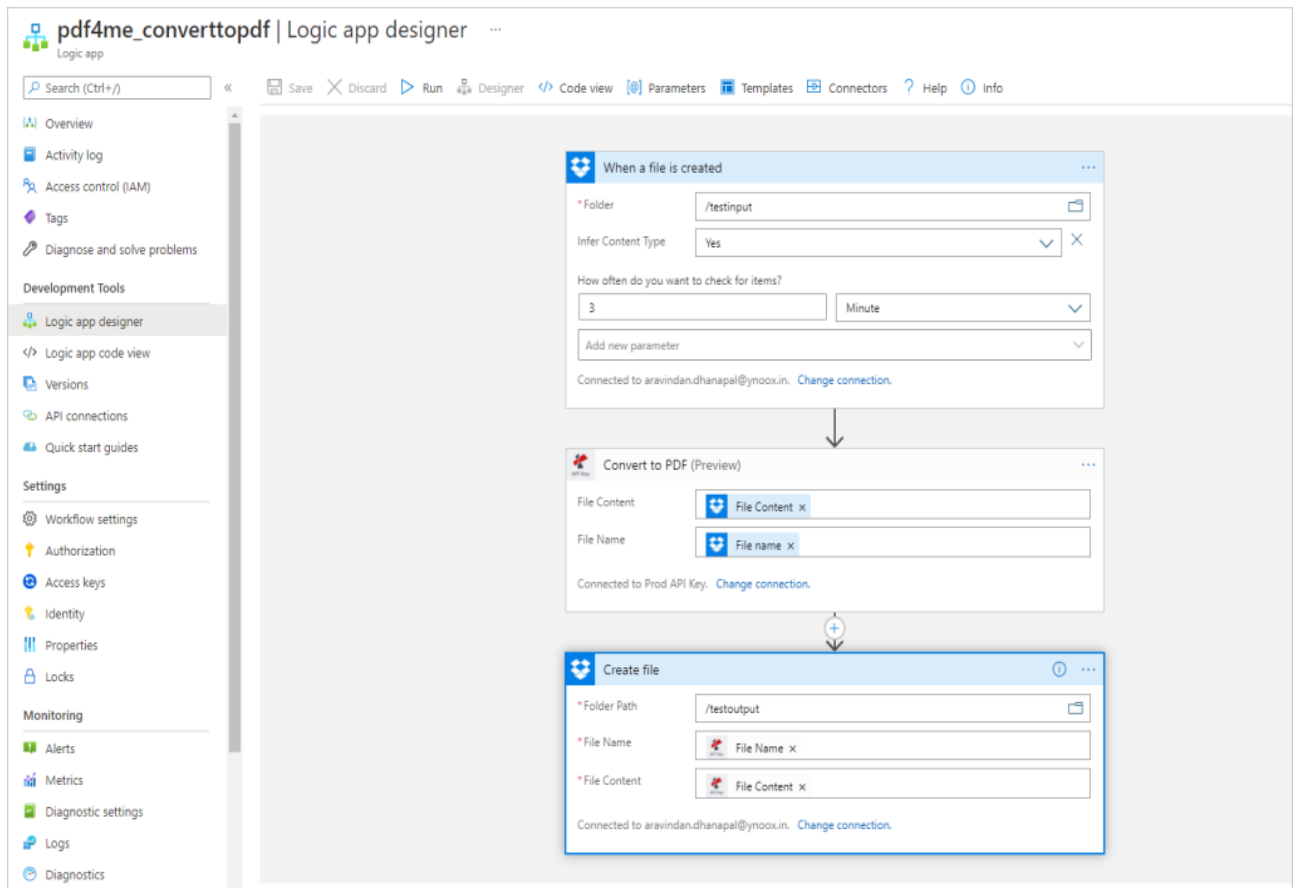 pdf4me_converttopdf | Logic app designer ...
Logic app
Search (Ctrl+/) «
Save Discard Run Designer </> Code view [@] Parameters Templates Connectors ? Help Info
Overview
Activity log
Access control (IAM)
Tags
Diagnose and solve problems
Development Tools
Logic app designer
</> Logic app code view
Versions
API connections
Quick start guides
Settings
Workflow settings
Authorization
Access keys
Identity
Properties
Locks
Monitoring
Alerts
Metrics
Diagnostic settings
Logs
Diagnostics
When a file is created ...
*Folder /testinput
Infer Content Type Yes
How often do you want to check for items?
3 Minute
Add new parameter
Connected to aravindan.dhanapal@ynoox.in. Change connection.
Convert to PDF (Preview) ...
File Content File Content ×
File Name File name ×
Connected to Prod API Key. Change connection.
+
Create file ...
*Folder Path /testoutput
*File Name File Name ×
*File Content File Content ×
Connected to aravindan.dhanapal@ynoox.in. Change connection.